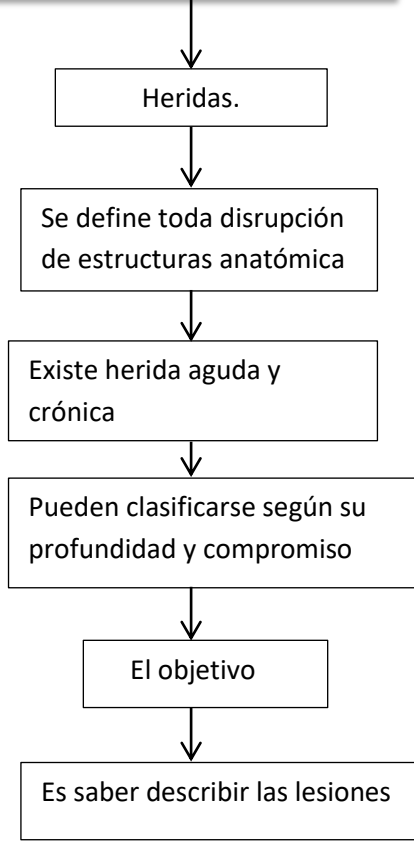 Heridas.
Se define toda disrupción
de estructuras anatómica
Existe herida aguda y
crónica
Pueden clasificarse según su
profundidad y compromiso
El objetivo
Es saber describir las lesiones